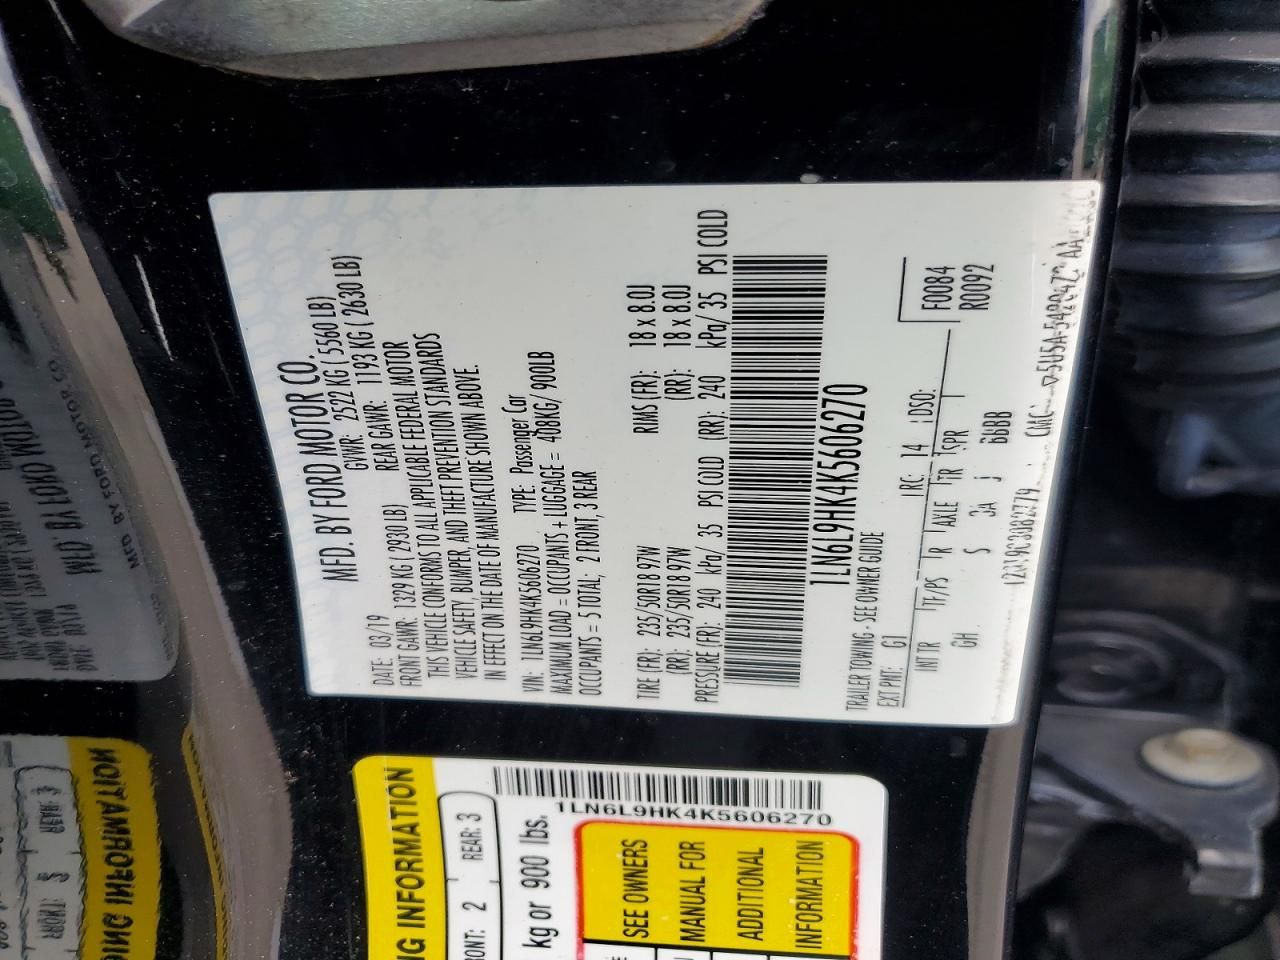 MFD. BY FORD MOTOR CO.
DATE: 03/19 GVWR: 2522 KG ( 5560 LB)
FRONT GAWR: 1329 KG ( 2930 LB) REAR GAWR: 1193 KG ( 2630 LB)
THIS VEHICLE CONFORMS TO ALL APPLICABLE FEDERAL MOTOR
VEHICLE SAFETY, BUMPER, AND THEFT PREVENTION STANDARDS
IN EFFECT ON THE DATE OF MANUFACTURE SHOWN ABOVE.
VIN: 1LN6L9HK4K5606270 TYPE: Passenger Car
MAXIMUM LOAD = OCCUPANTS + LUGGAGE = 408KG/ 900LB
OCCUPANTS = 5 TOTAL; 2 FRONT, 3 REAR
TIRE (FR): 235/50R18 97W RIMS (FR): 18 x 8.0J
(RR): 235/50R18 97W (RR): 18 x 8.0J
PRESSURE (FR): 240 kPa/ 35 PSI COLD (RR): 240 kPa/ 35 PSI COLD
1LN6L9HK4K5606270
TRAILER TOWING - SEE OWNER GUIDE
EXT PNT: G1 RC: 14 DSO: F0084
INT TR TP/PS R AXLE TR SPR R0092
GH S 3A J BBBB
NG INFORMATION
RONT: 2 REAR: 3
kg or 900 lbs.
1LN6L9HK4K5606270
SEE OWNERS
MANUAL FOR
ADDITIONAL
INFORMATION